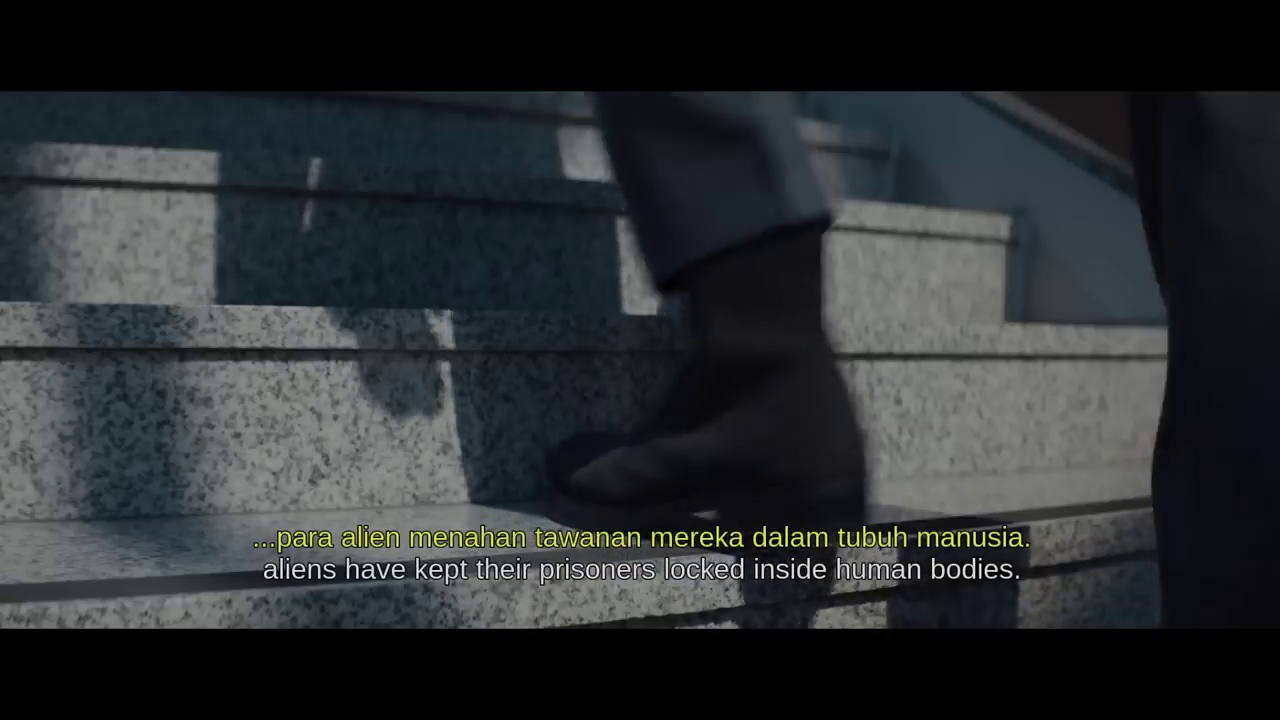 ...para alien menahan tawanan mereka dalam tubuh manusia.
aliens have kept their prisoners locked inside human bodies.